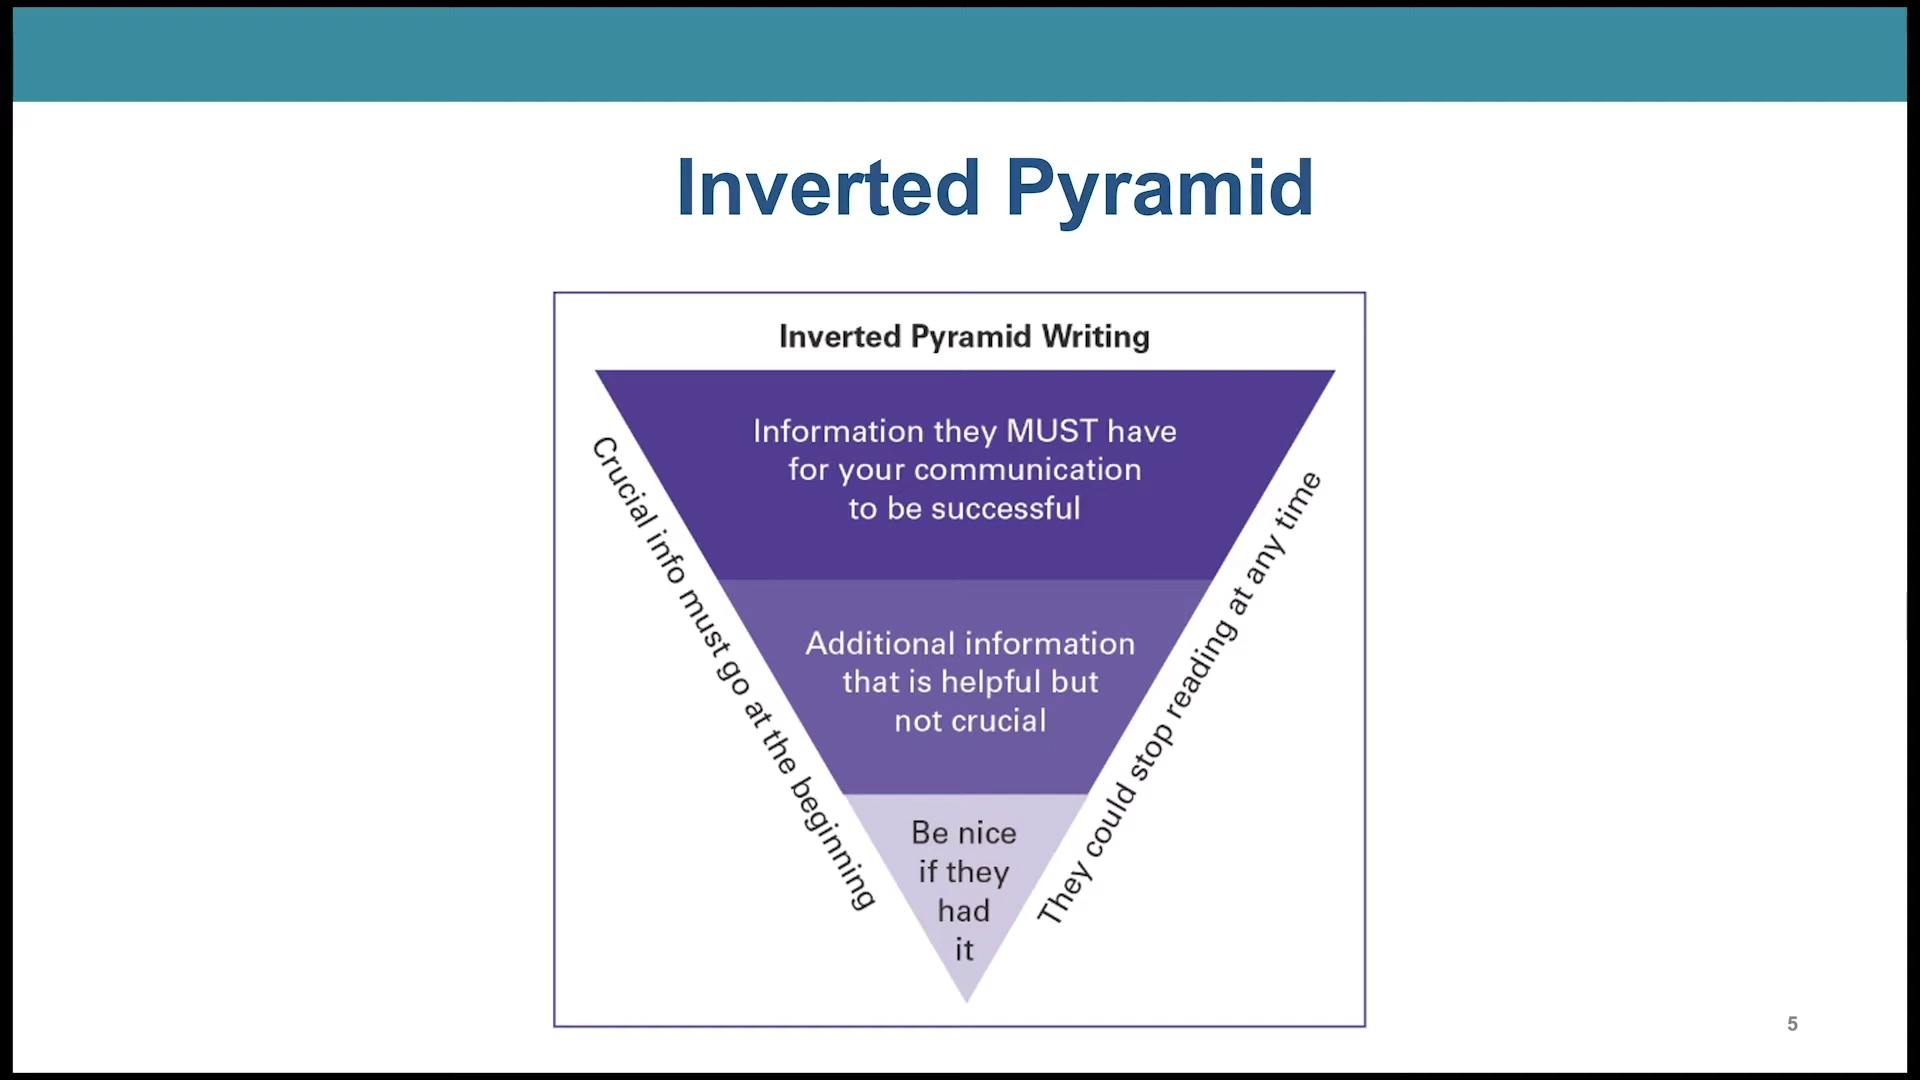 Inverted Pyramid
Inverted Pyramid Writing
Information they MUST have
for your communication
to be successful
Crucial info must go at the beginning
They could stop reading at any time
Additional information
that is helpful but
not crucial
Be nice
if they
had
it
5